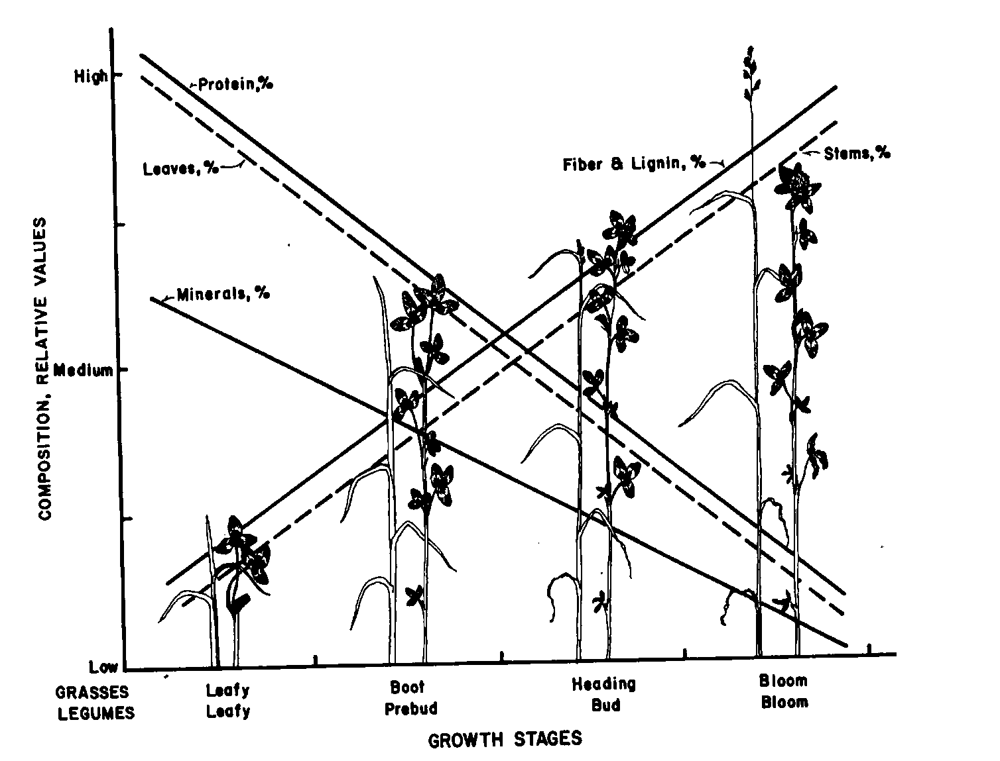 High
Protein,%
Leaves,%
Fiber & Lignin, %
Stems,%
Minerals, %
Medium
COMPOSITION, RELATIVE VALUES
Low
GRASSES Leafy Boot Heading Bloom
LEGUMES Leafy Prebud Bud Bloom
GROWTH STAGES